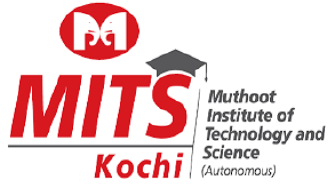 MITS
Kochi
Muthoot
Institute of
Technology and
Science
(Autonomous)